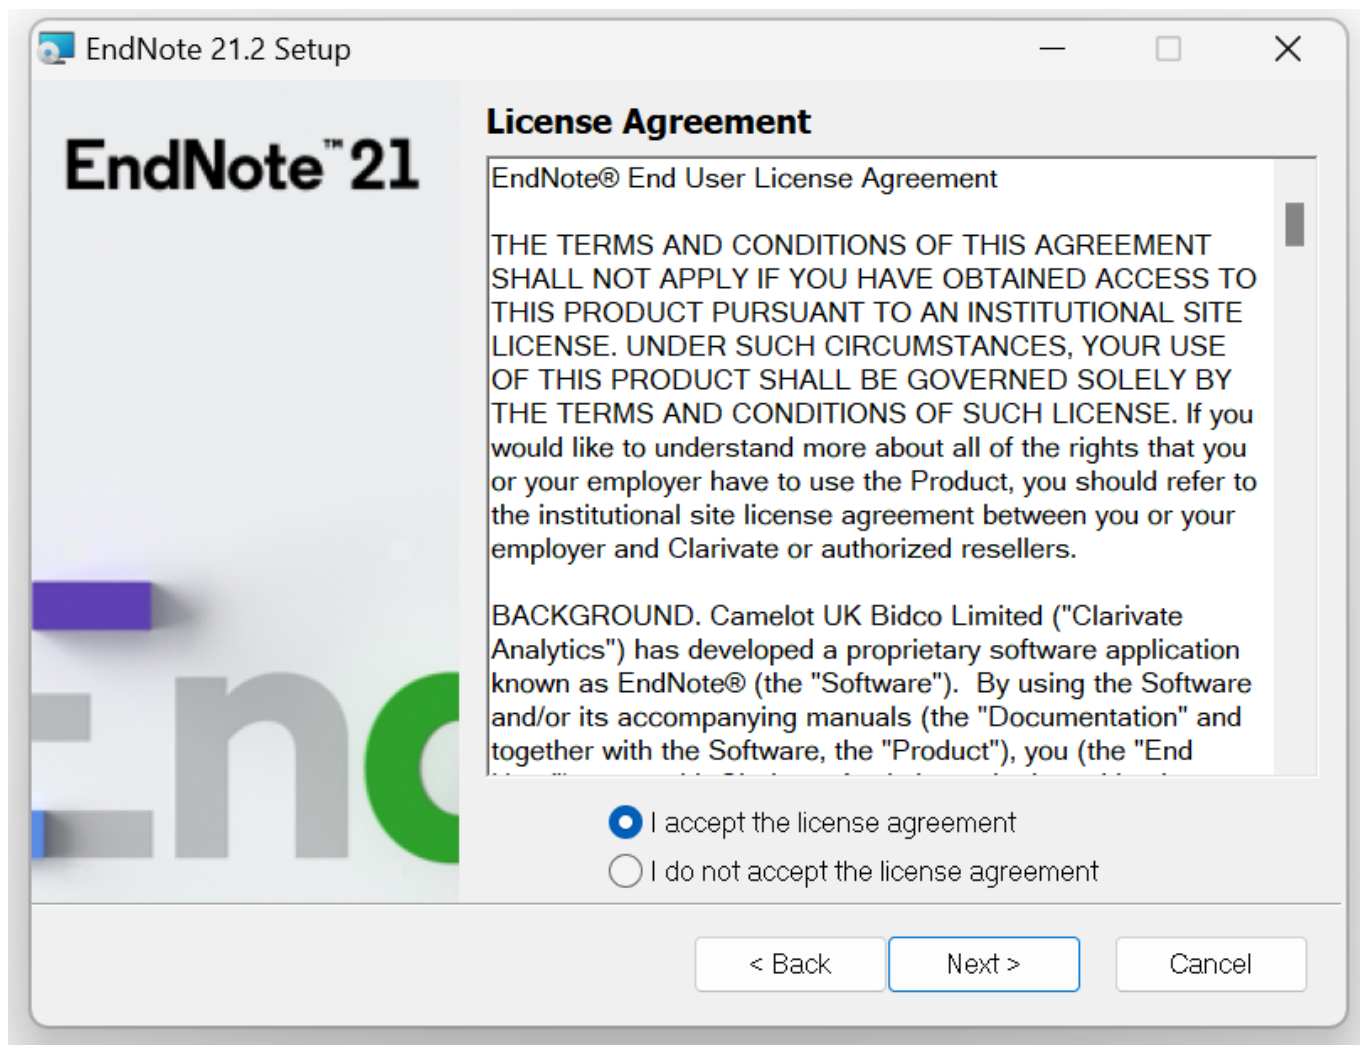 EndNote 21.2 Setup
EndNote™ 21
License Agreement
EndNote® End User License Agreement
THE TERMS AND CONDITIONS OF THIS AGREEMENT
SHALL NOT APPLY IF YOU HAVE OBTAINED ACCESS TO
THIS PRODUCT PURSUANT TO AN INSTITUTIONAL SITE
LICENSE. UNDER SUCH CIRCUMSTANCES, YOUR USE
OF THIS PRODUCT SHALL BE GOVERNED SOLELY BY
THE TERMS AND CONDITIONS OF SUCH LICENSE. If you
would like to understand more about all of the rights that you
or your employer have to use the Product, you should refer to
the institutional site license agreement between you or your
employer and Clarivate or authorized resellers.
BACKGROUND. Camelot UK Bidco Limited ("Clarivate
Analytics") has developed a proprietary software application
known as EndNote® (the "Software").  By using the Software
and/or its accompanying manuals (the "Documentation" and
together with the Software, the "Product"), you (the "End
En
I accept the license agreement
I do not accept the license agreement
< Back
Next >
Cancel